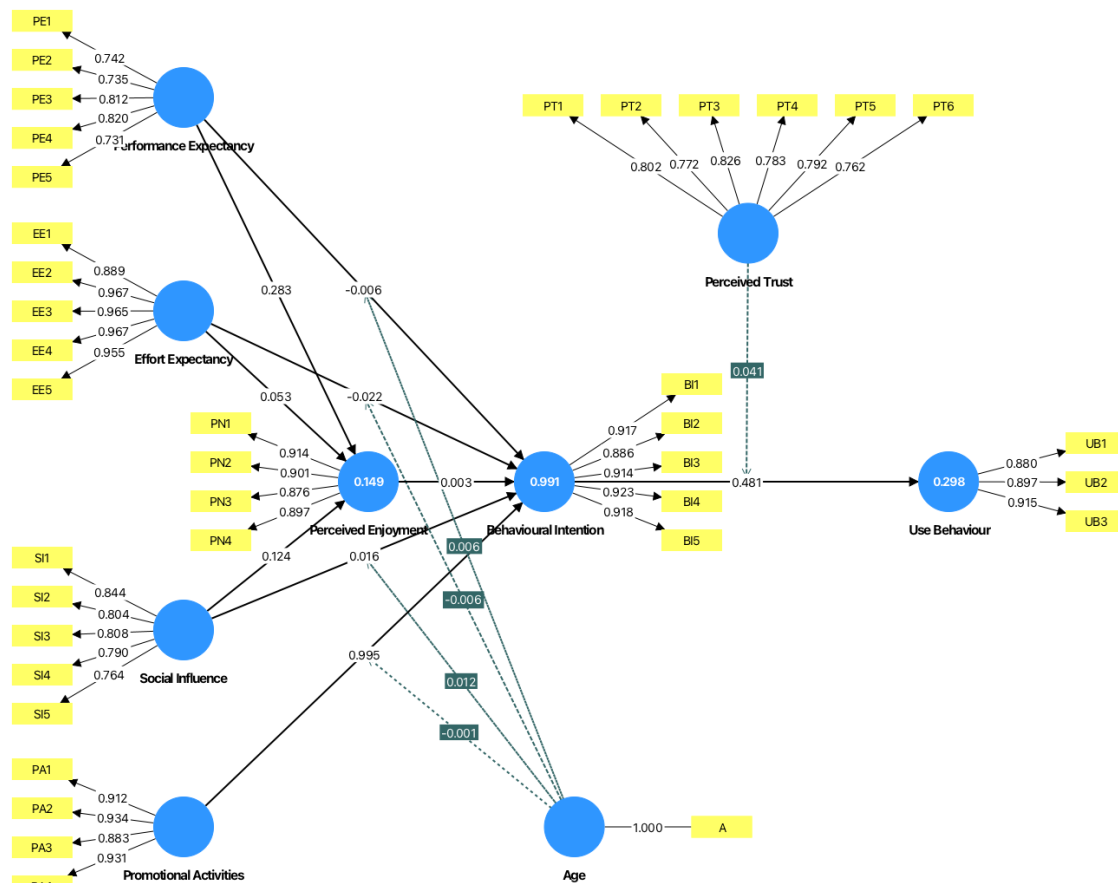 PE1
0.742
PE2
0.735
PE3
0.812
0.820
PE4
0.731
Performance Expectancy
PE5
PT1
PT2
PT3
PT4
PT5
PT6
0.802
0.772
0.826
0.783
0.792
0.762
Perceived Trust
EE1
0.889
EE2
0.967
EE3
0.965
0.967
EE4
0.955
Effort Expectancy
EE5
0.283
-0.006
0.041
0.053
-0.022
PN1
0.914
PN2
0.901
PN3
0.876
0.897
PN4
0.149
Perceived Enjoyment
0.003
0.991
Behavioural Intention
BI1
0.917
BI2
0.886
BI3
0.914
0.923
BI4
0.918
BI5
0.481
0.298
Use Behaviour
UB1
0.880
UB2
0.897
0.915
UB3
0.124
0.016
0.006
-0.006
SI1
0.844
SI2
0.804
SI3
0.808
0.790
SI4
0.764
Social Influence
SI5
0.995
0.012
-0.001
PA1
0.912
PA2
0.934
0.883
PA3
0.931
Promotional Activities
1.000
A
Age